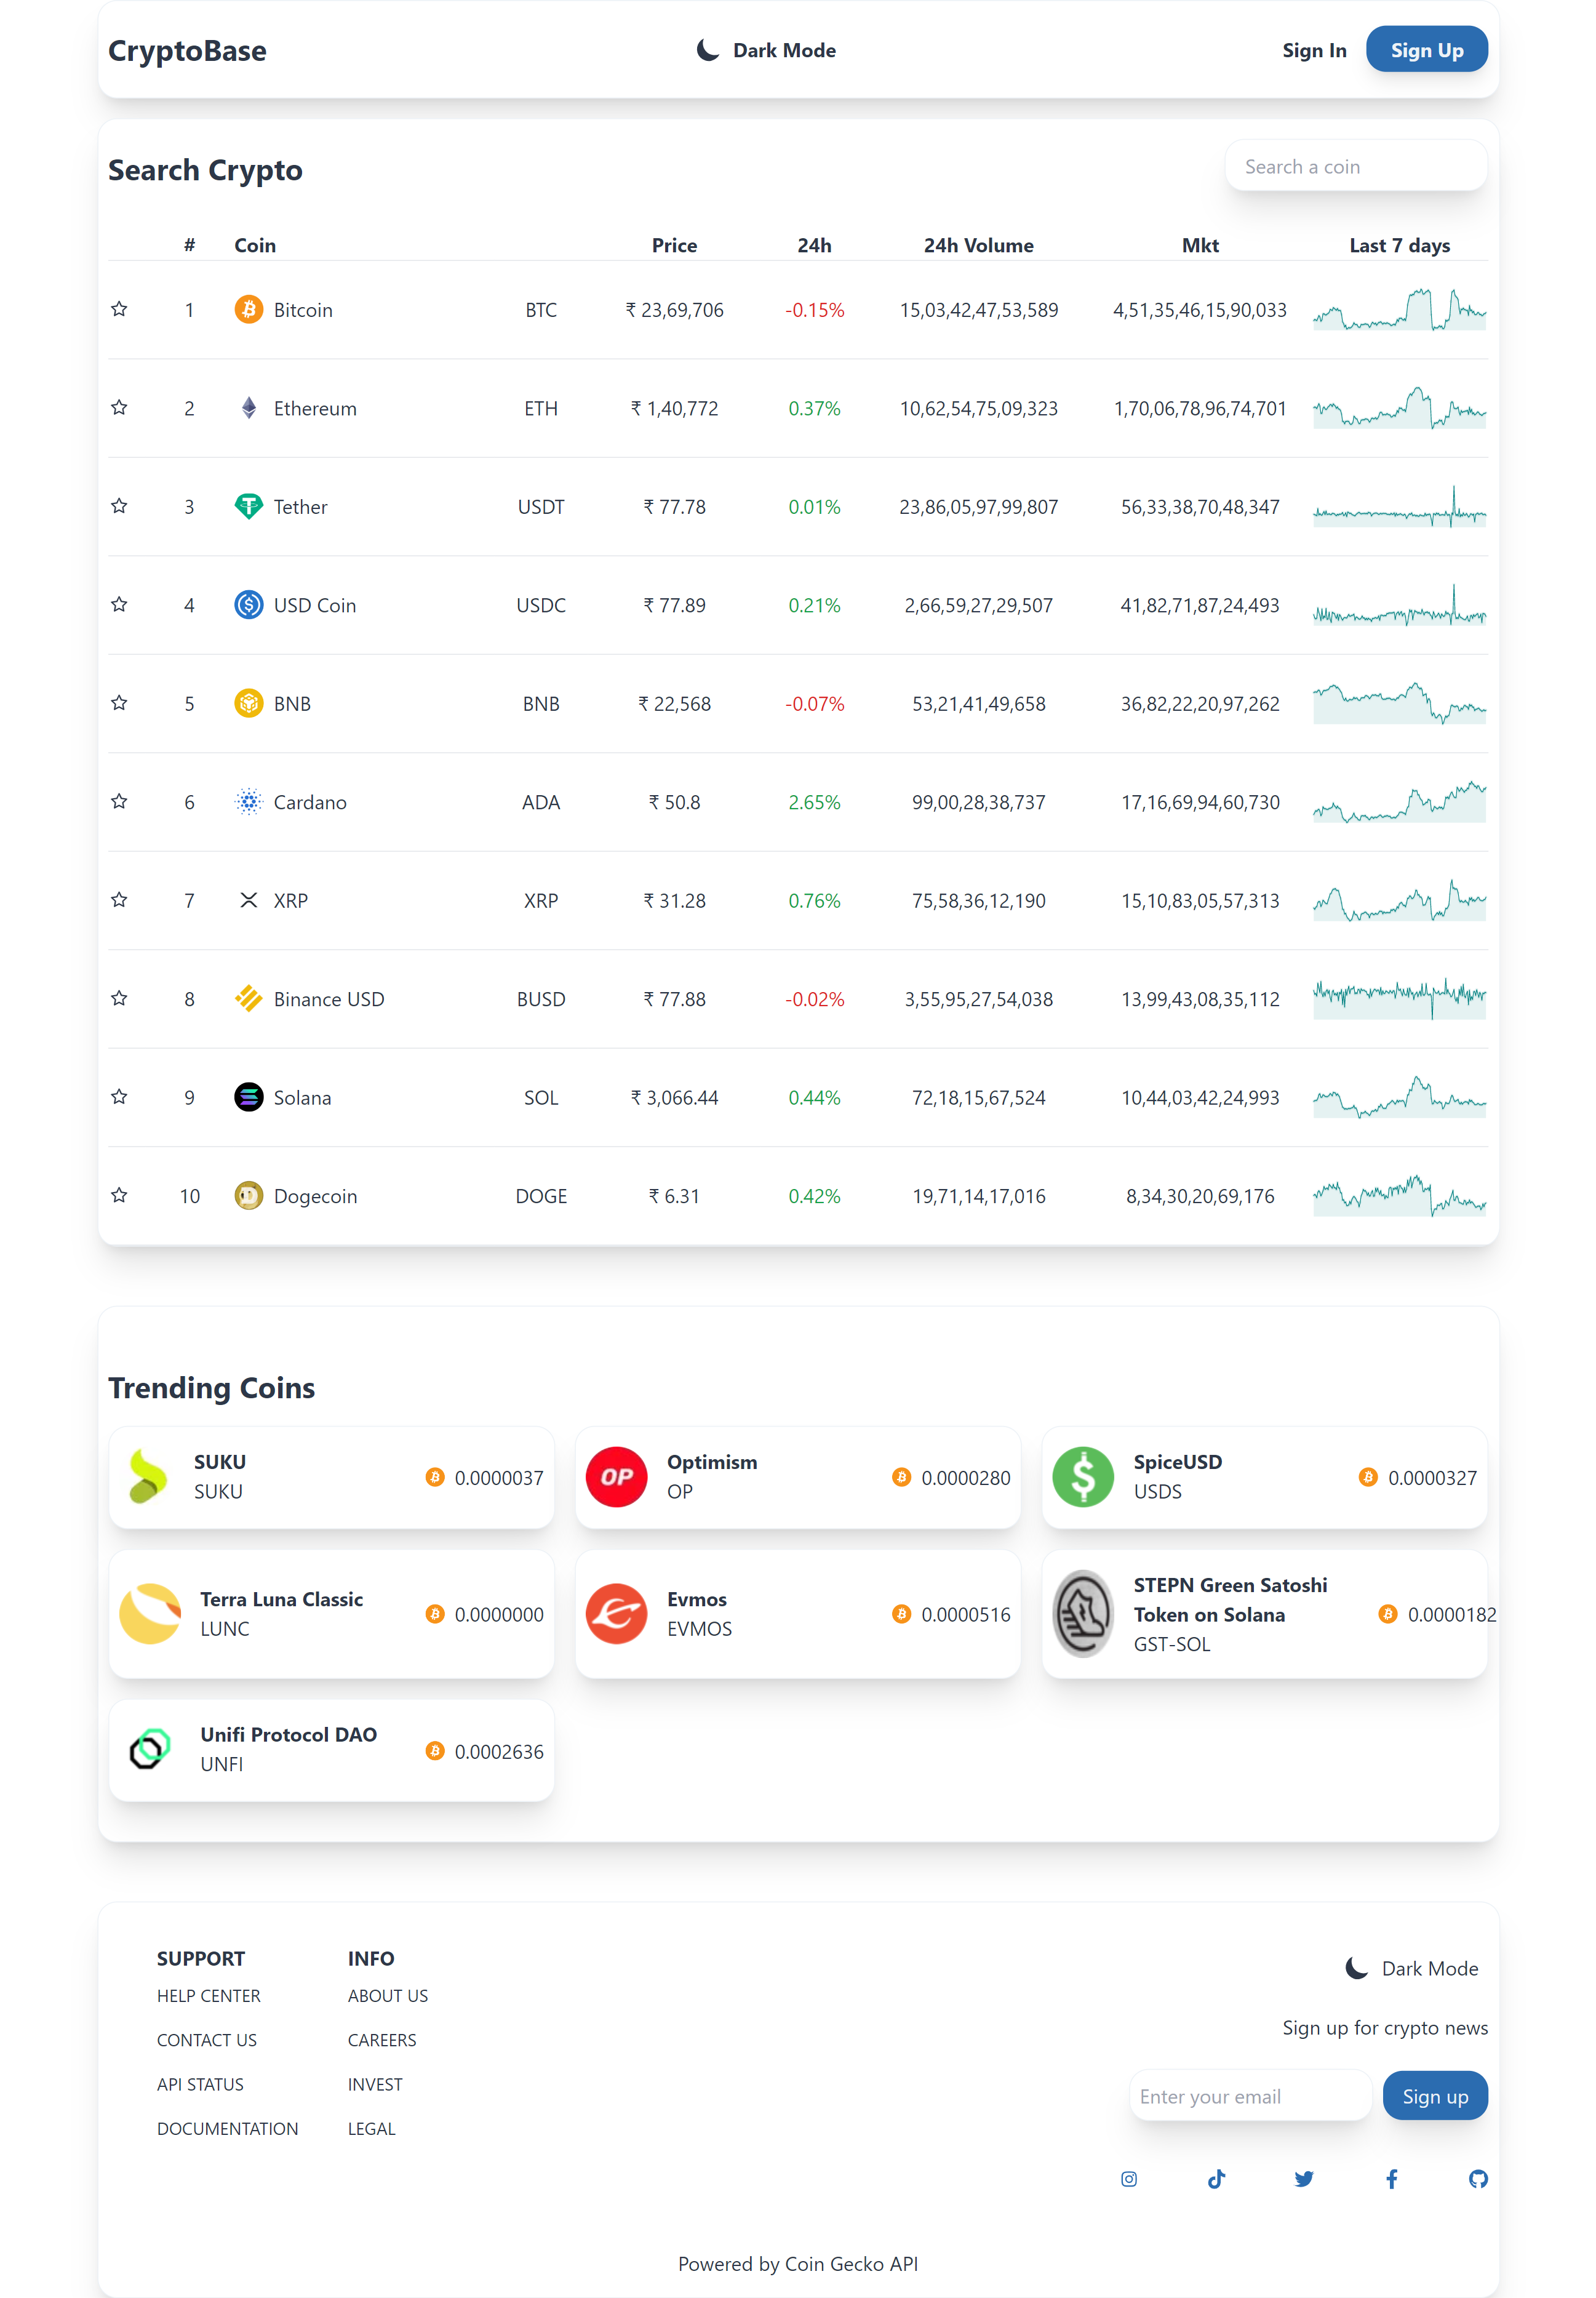 CryptoBase
Dark Mode
Sign In
Sign Up
Search Crypto
Search a coin
# Coin Price 24h 24h Volume Mkt Last 7 days
1 Bitcoin BTC ₹ 23,69,706 -0.15% 15,03,42,47,53,589 4,51,35,46,15,90,033
2 Ethereum ETH ₹ 1,40,772 0.37% 10,62,54,75,09,323 1,70,06,78,96,74,701
3 Tether USDT ₹ 77.78 0.01% 23,86,05,97,99,807 56,33,38,70,48,347
4 USD Coin USDC ₹ 77.89 0.21% 2,66,59,27,29,507 41,82,71,87,24,493
5 BNB BNB ₹ 22,568 -0.07% 53,21,41,49,658 36,82,22,20,97,262
6 Cardano ADA ₹ 50.8 2.65% 99,00,28,38,737 17,16,69,94,60,730
7 XRP XRP ₹ 31.28 0.76% 75,58,36,12,190 15,10,83,05,57,313
8 Binance USD BUSD ₹ 77.88 -0.02% 3,55,95,27,54,038 13,99,43,08,35,112
9 Solana SOL ₹ 3,066.44 0.44% 72,18,15,67,524 10,44,03,42,24,993
10 Dogecoin DOGE ₹ 6.31 0.42% 19,71,14,17,016 8,34,30,20,69,176
Trending Coins
SUKU
SUKU
0.0000037
OP
Optimism
OP
0.0000280
SpiceUSD
USDS
0.0000327
Terra Luna Classic
LUNC
0.0000000
Evmos
EVMOS
0.0000516
STEPN Green Satoshi
Token on Solana
GST-SOL
0.0000182
Unifi Protocol DAO
UNFI
0.0002636
SUPPORT
HELP CENTER
CONTACT US
API STATUS
DOCUMENTATION
INFO
ABOUT US
CAREERS
INVEST
LEGAL
Dark Mode
Sign up for crypto news
Enter your email
Sign up
Powered by Coin Gecko API